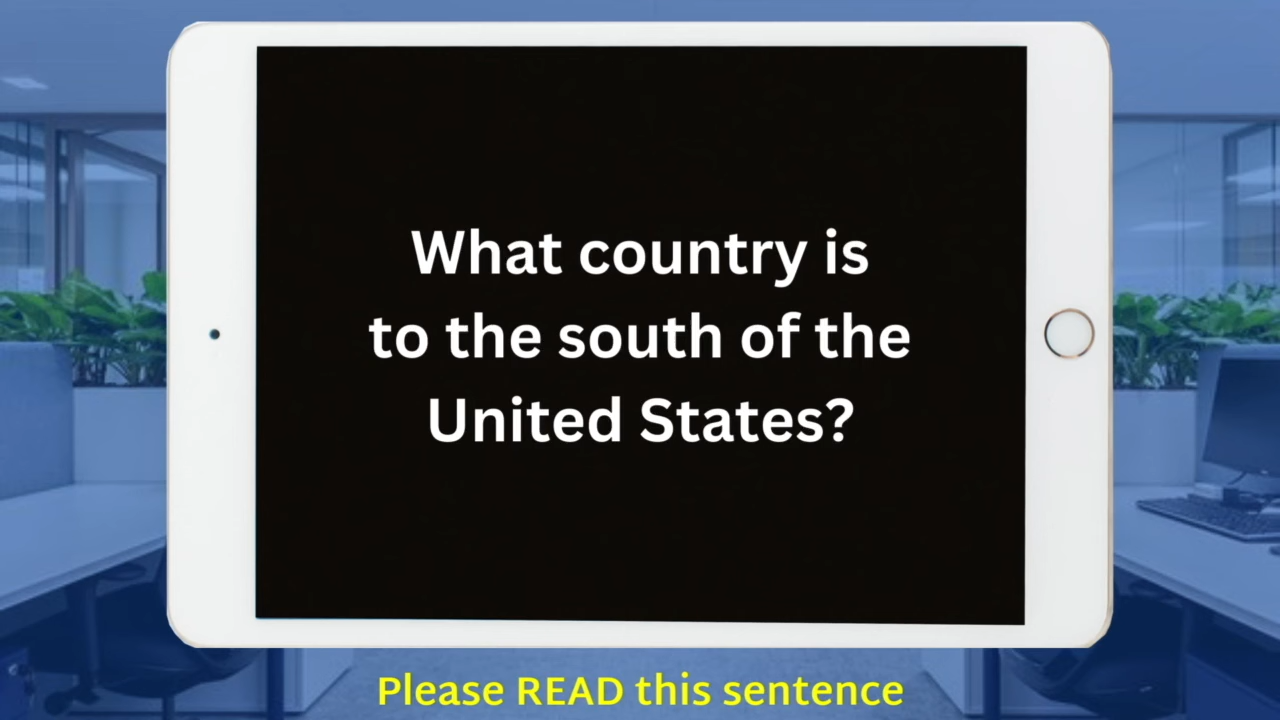 What country is
to the south of the
United States?
Please READ this sentence